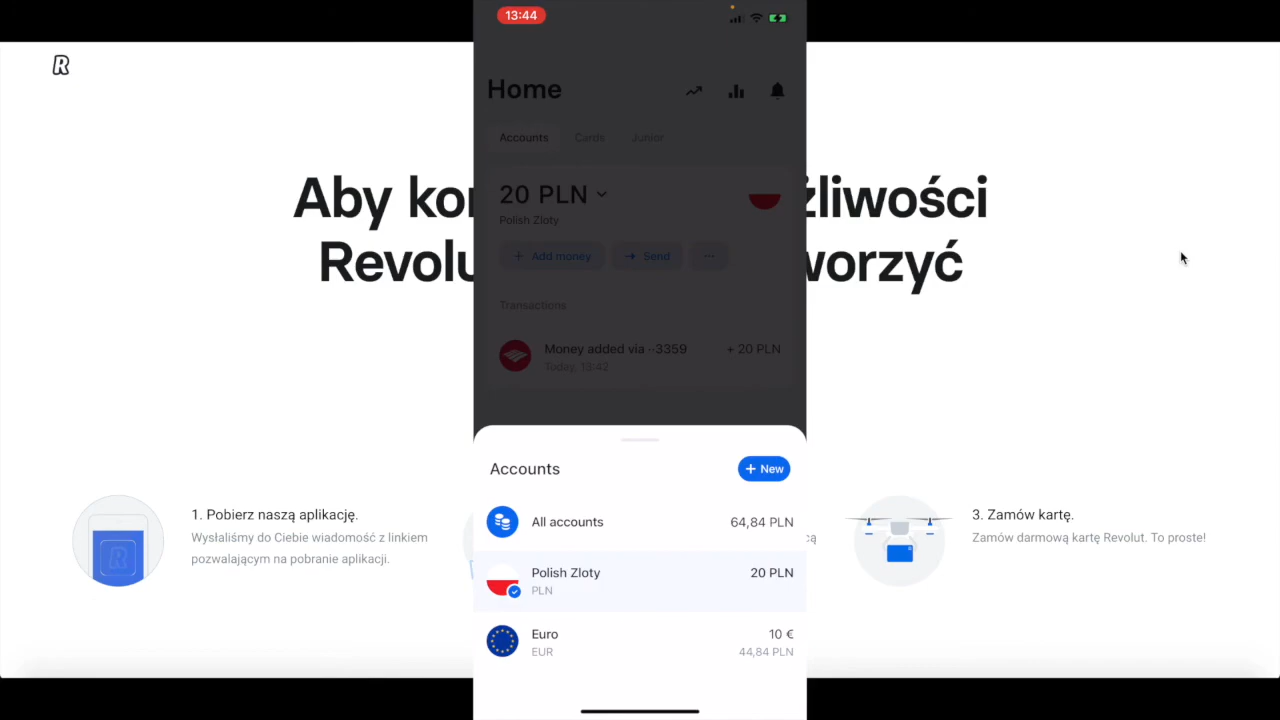 13:44
R
Home
Accounts Cards Junior
20 PLN
Polish Zloty
+ Add money
→ Send
···
Transactions
Money added via ··3359
+ 20 PLN
Today, 13:42
Aby kor
żliwości
Revolu
worzyć
1. Pobierz naszą aplikację.
Wysłaliśmy do Ciebie wiadomość z linkiem
pozwalającym na pobranie aplikacji.
cą
3. Zamów kartę.
Zamów darmową kartę Revolut. To proste!
Accounts
+ New
All accounts
64,84 PLN
Polish Zloty
20 PLN
PLN
Euro
10 €
EUR
44,84 PLN